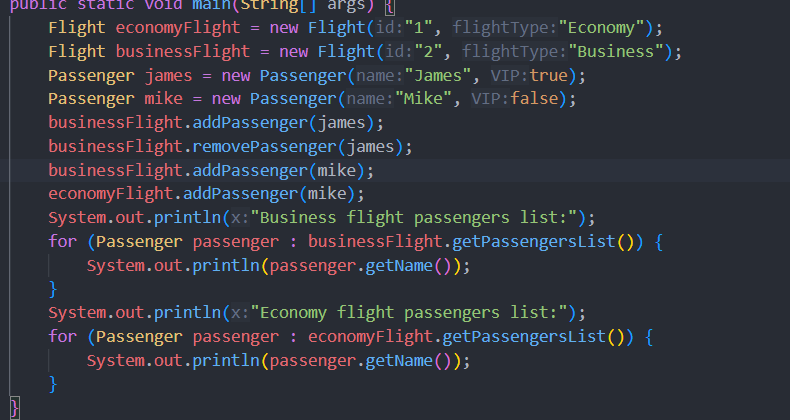 public static void main(String[] args) {
Flight economyFlight = new Flight(id:"1", flightType:"Economy");
Flight businessFlight = new Flight(id:"2", flightType:"Business");
Passenger james = new Passenger(name:"James", VIP:true);
Passenger mike = new Passenger(name:"Mike", VIP:false);
businessFlight.addPassenger(james);
businessFlight.removePassenger(james);
businessFlight.addPassenger(mike);
economyFlight.addPassenger(mike);
System.out.println(x:"Business flight passengers list:");
for (Passenger passenger : businessFlight.getPassengersList()) {
System.out.println(passenger.getName());
}
System.out.println(x:"Economy flight passengers list:");
for (Passenger passenger : economyFlight.getPassengersList()) {
System.out.println(passenger.getName());
}
}